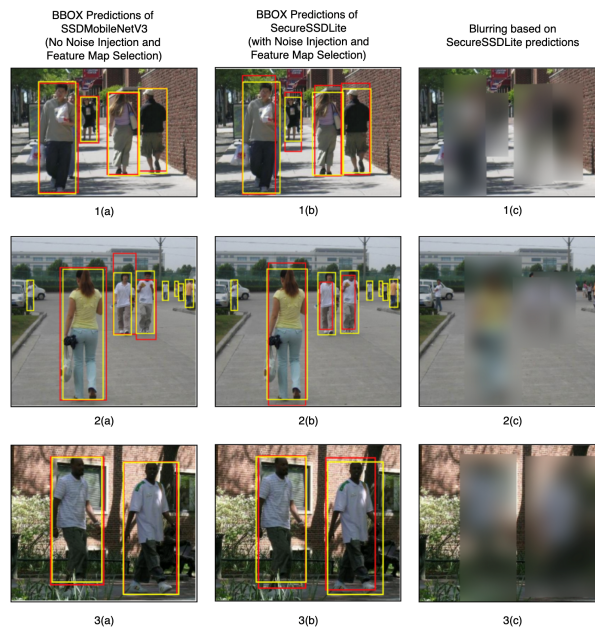 BBOX Predictions of
SSDMobileNetV3
(No Noise Injection and
Feature Map Selection)
BBOX Predictions of
SecureSSDLite
(with Noise Injection and
Feature Map Selection)
Blurring based on
SecureSSDLite predictions
1(a)
1(b)
1(c)
2(a)
2(b)
2(c)
3(a)
3(b)
3(c)